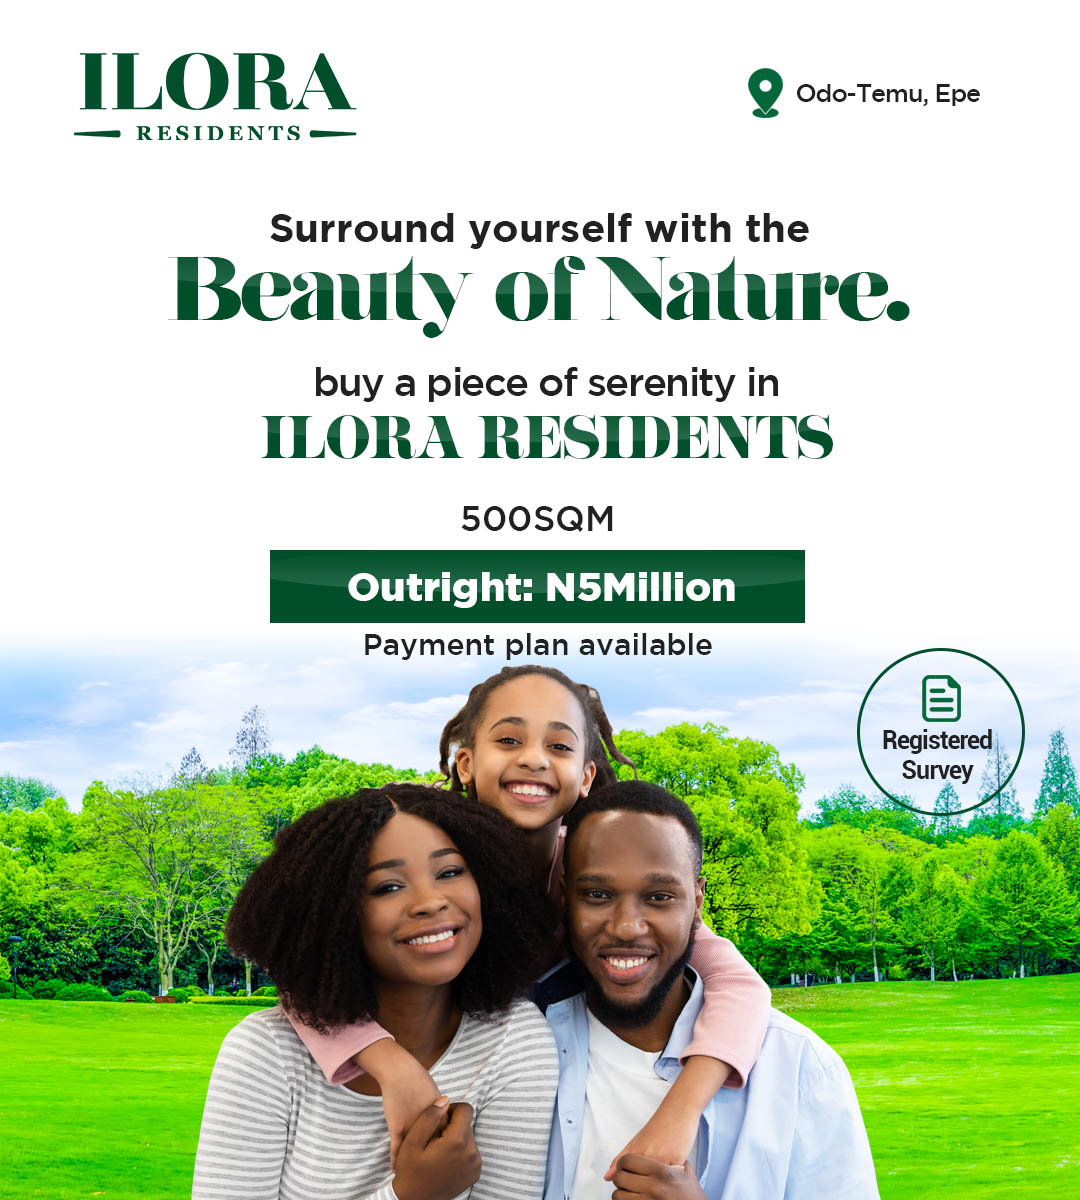 ILORA
RESIDENTS
Odo-Temu, Epe
Surround yourself with the
Beauty of Nature.
buy a piece of serenity in
ILORA RESIDENTS
500SQM
Outright: N5Million
Payment plan available
Registered
Survey